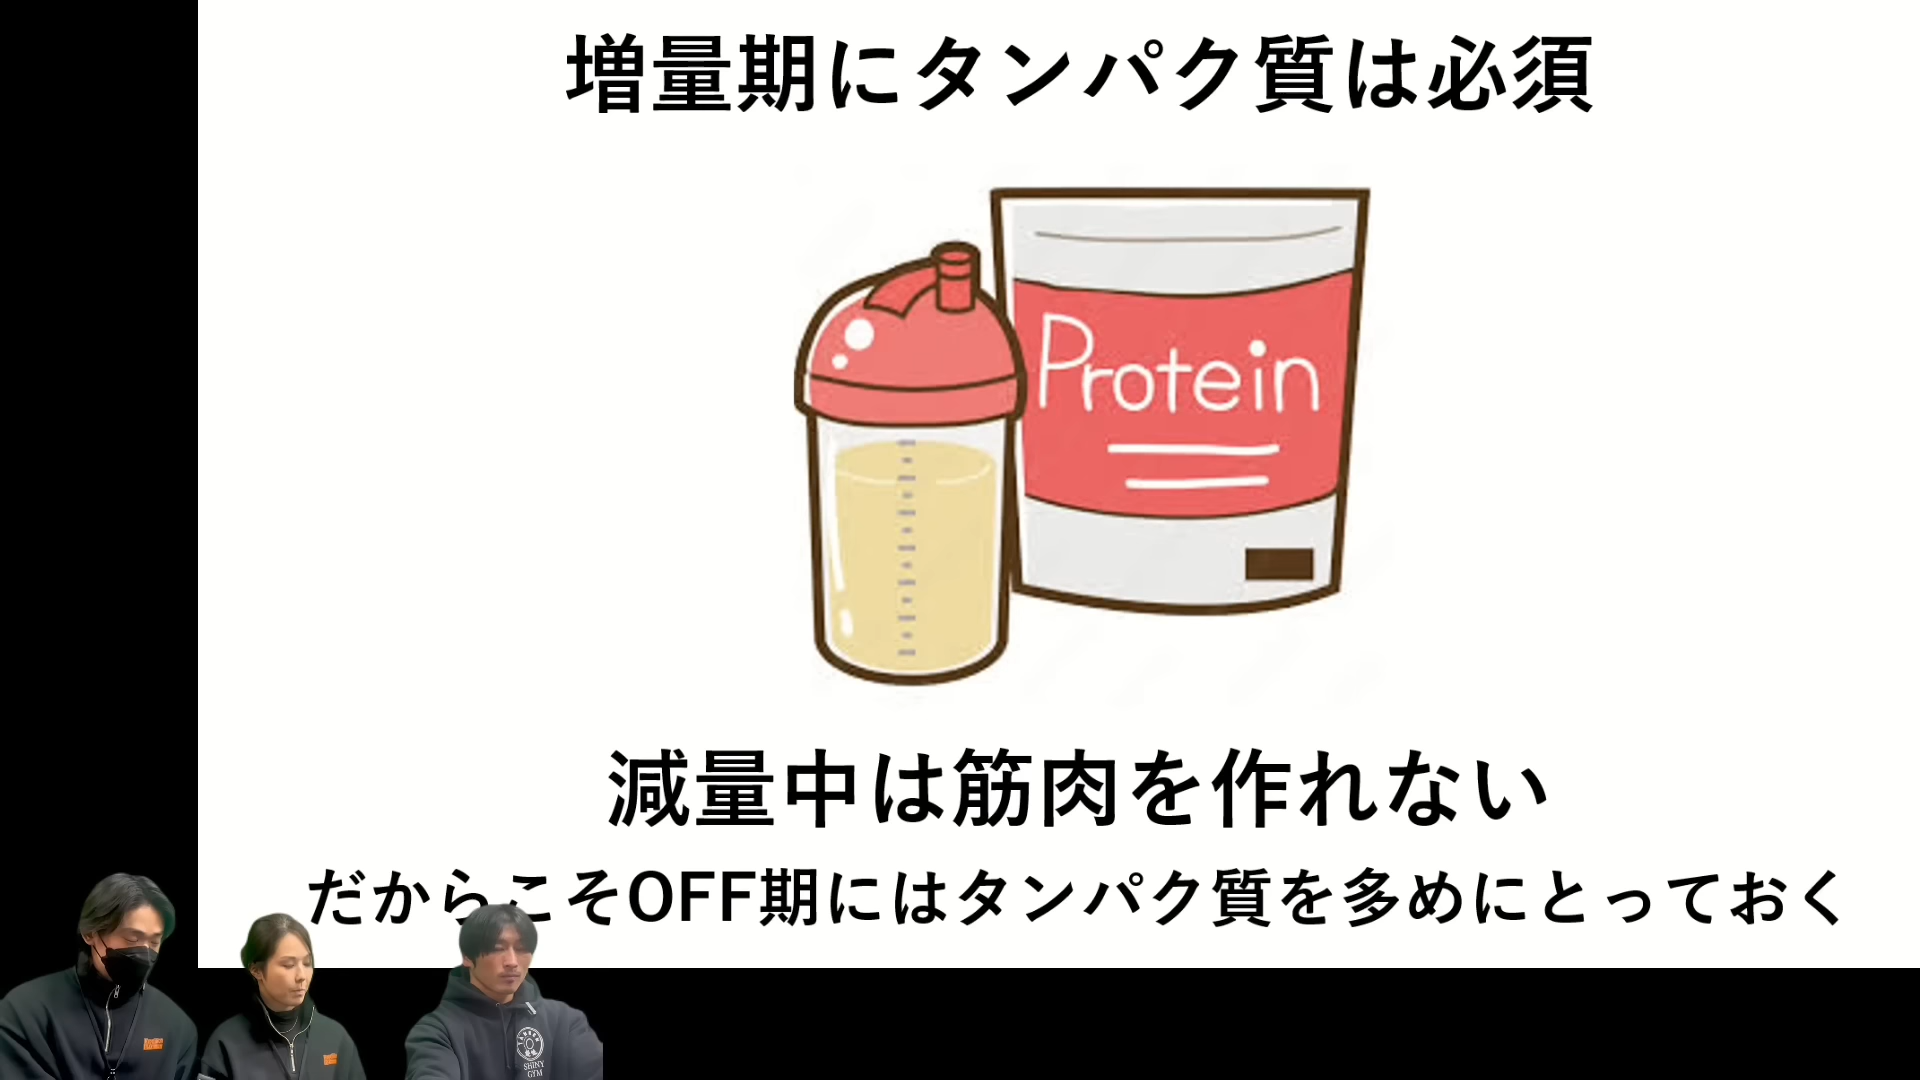 増量期にタンパク質は必須
Protein
減量中は筋肉を作れない
だからこそOFF期にはタンパク質を多めにとっておく
SHINY
GYM